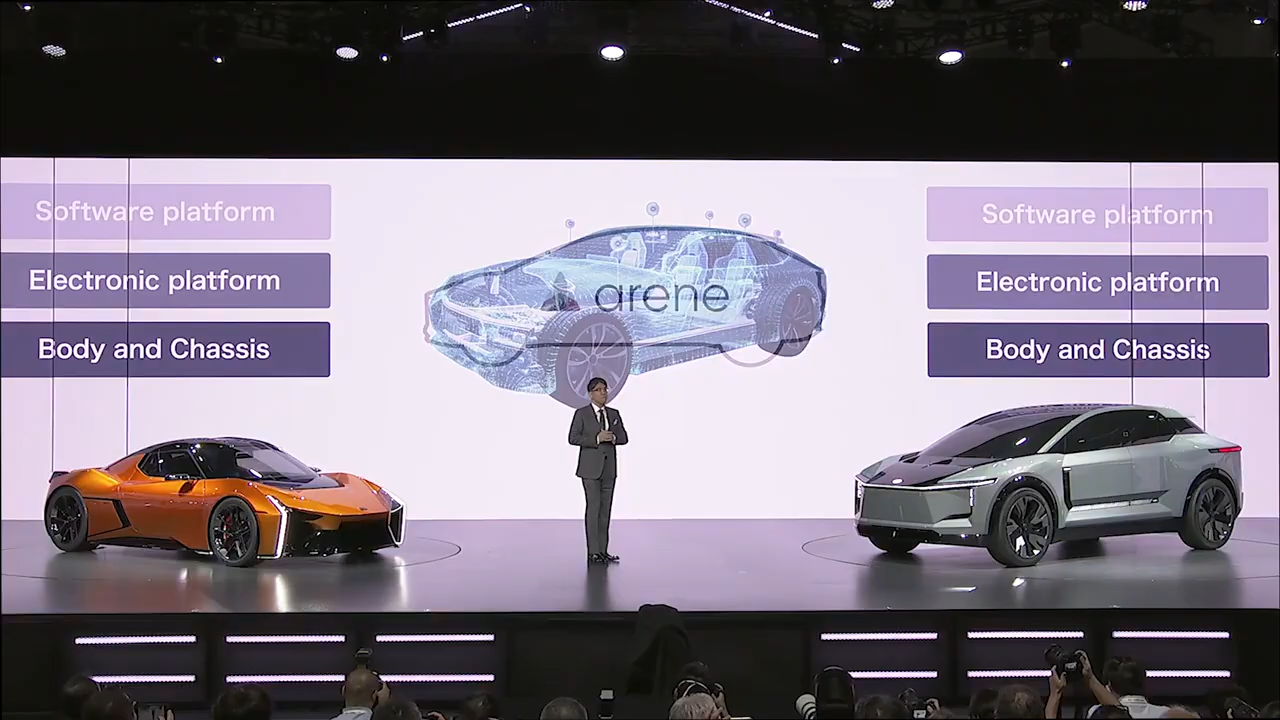 Software platform
Electronic platform
Body and Chassis
arene
Software platform
Electronic platform
Body and Chassis